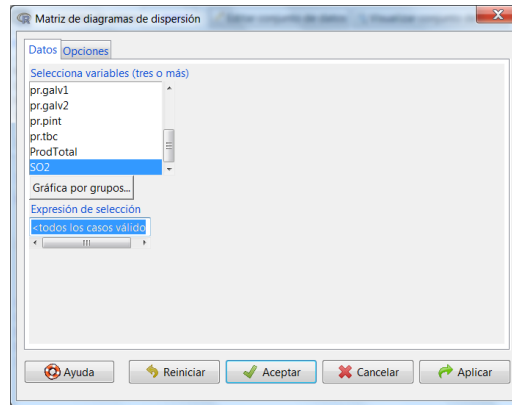 Matriz de diagramas de dispersión
Datos Opciones
Selecciona variables (tres o más)
pr.galv1
pr.galv2
pr.pint
pr.tbc
ProdTotal
SO2
Gráfica por grupos...
Expresión de selección
<todos los casos válido
Ayuda Reiniciar Aceptar Cancelar Aplicar